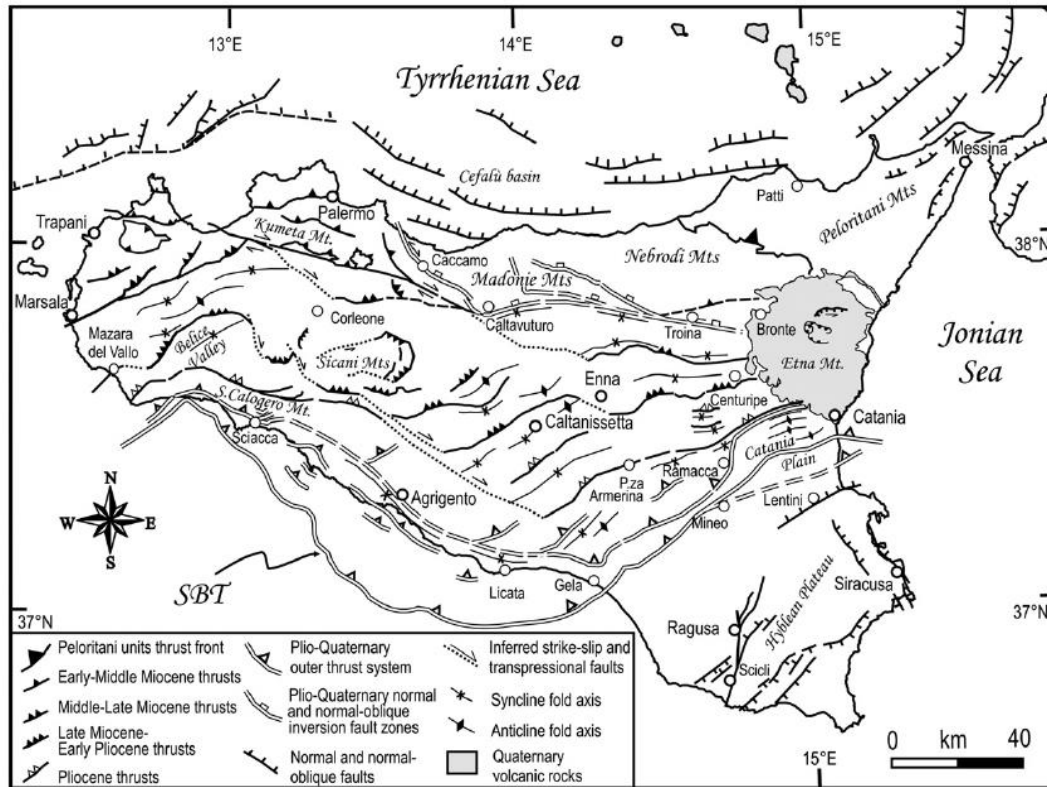 13°E
14°E
15°E
Tyrrhenian Sea
Messina
Cefalù basin
Patti
Peloritani Mts
Trapani
Palermo
Kumeta Mt.
38°N
Nebrodi Mts
Caccamo
Madonie Mts
Marsala
Corleone
Caltavuturo
Troina
Bronte
Jonian
Sea
Mazara
del Vallo
Belice
Valley
Sicani Mts
Etna Mt.
Enna
S.Calogero Mt.
Centuripe
Caltanissetta
Catania
Sciacca
Catania
Plain
Ramacca
P.za
Armerina
Agrigento
Lentini
Mineo
N
W
E
S
SBT
Licata
Gela
Siracusa
Hyblean Plateau
37°N
37°N
Ragusa
Scicli
Peloritani units thrust front
Early-Middle Miocene thrusts
Middle-Late Miocene thrusts
Late Miocene-
Early Pliocene thrusts
Pliocene thrusts
Plio-Quaternary
outer thrust system
Plio-Quaternary normal
and normal-oblique
inversion fault zones
Normal and normal-
oblique faults
Inferred strike-slip and
transpressional faults
Syncline fold axis
Anticline fold axis
Quaternary
volcanic rocks
0 km 40
15°E